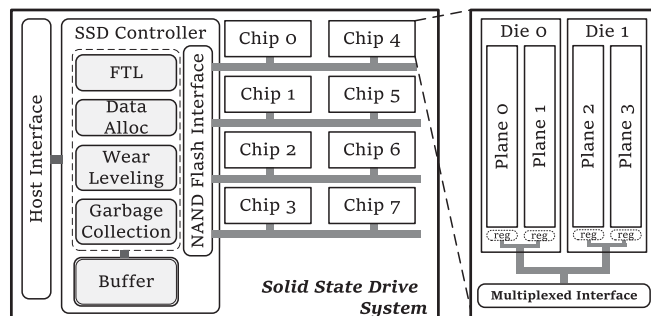 Host Interface
SSD Controller
FTL
Data
Alloc
Wear
Leveling
Garbage
Collection
Buffer
NAND Flash Interface
Chip 0
Chip 4
Chip 1
Chip 5
Chip 2
Chip 6
Chip 3
Chip 7
Solid State Drive
System
Die 0
Die 1
Plane 0
Plane 1
Plane 2
Plane 3
reg
reg
reg
reg
Multiplexed Interface